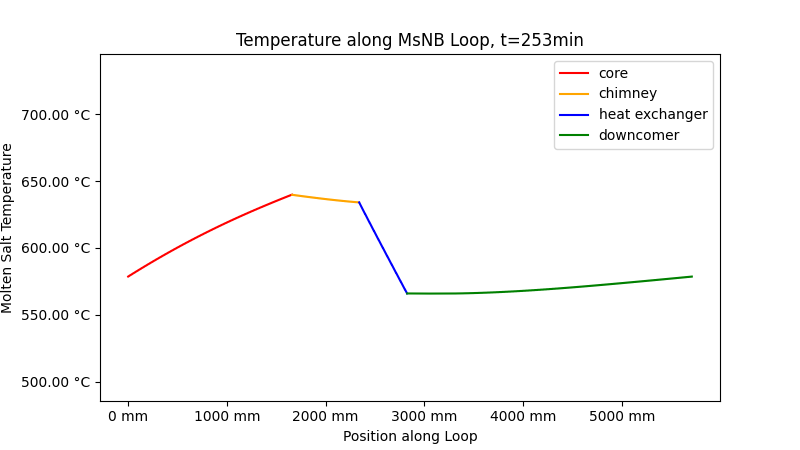 Temperature along MsNB Loop, t=253min
core
chimney
heat exchanger
downcomer
700.00 °C
650.00 °C
600.00 °C
550.00 °C
500.00 °C
Molten Salt Temperature
0 mm
1000 mm
2000 mm
3000 mm
4000 mm
5000 mm
Position along Loop